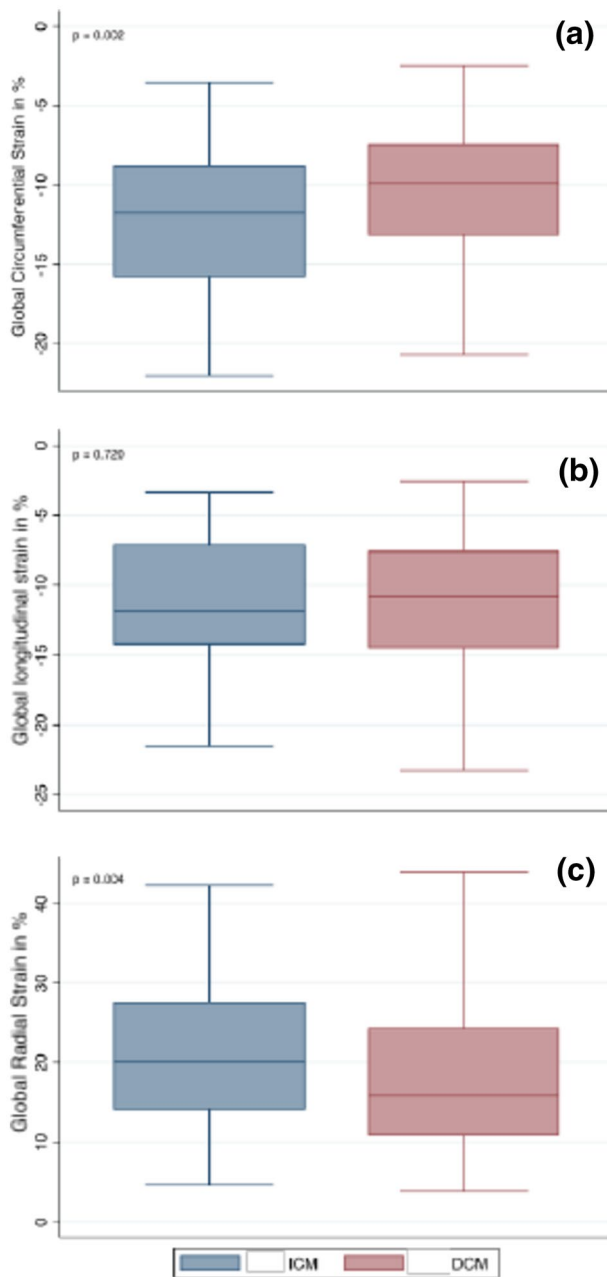 (a)
p = 0.002
Global Circumferential Strain in %
0
-5
-10
-15
-20
(b)
p = 0.720
Global longitudinal strain in %
0
-5
-10
-15
-20
-25
(c)
p = 0.004
Global Radial Strain in %
40
30
20
10
0
ICM DCM